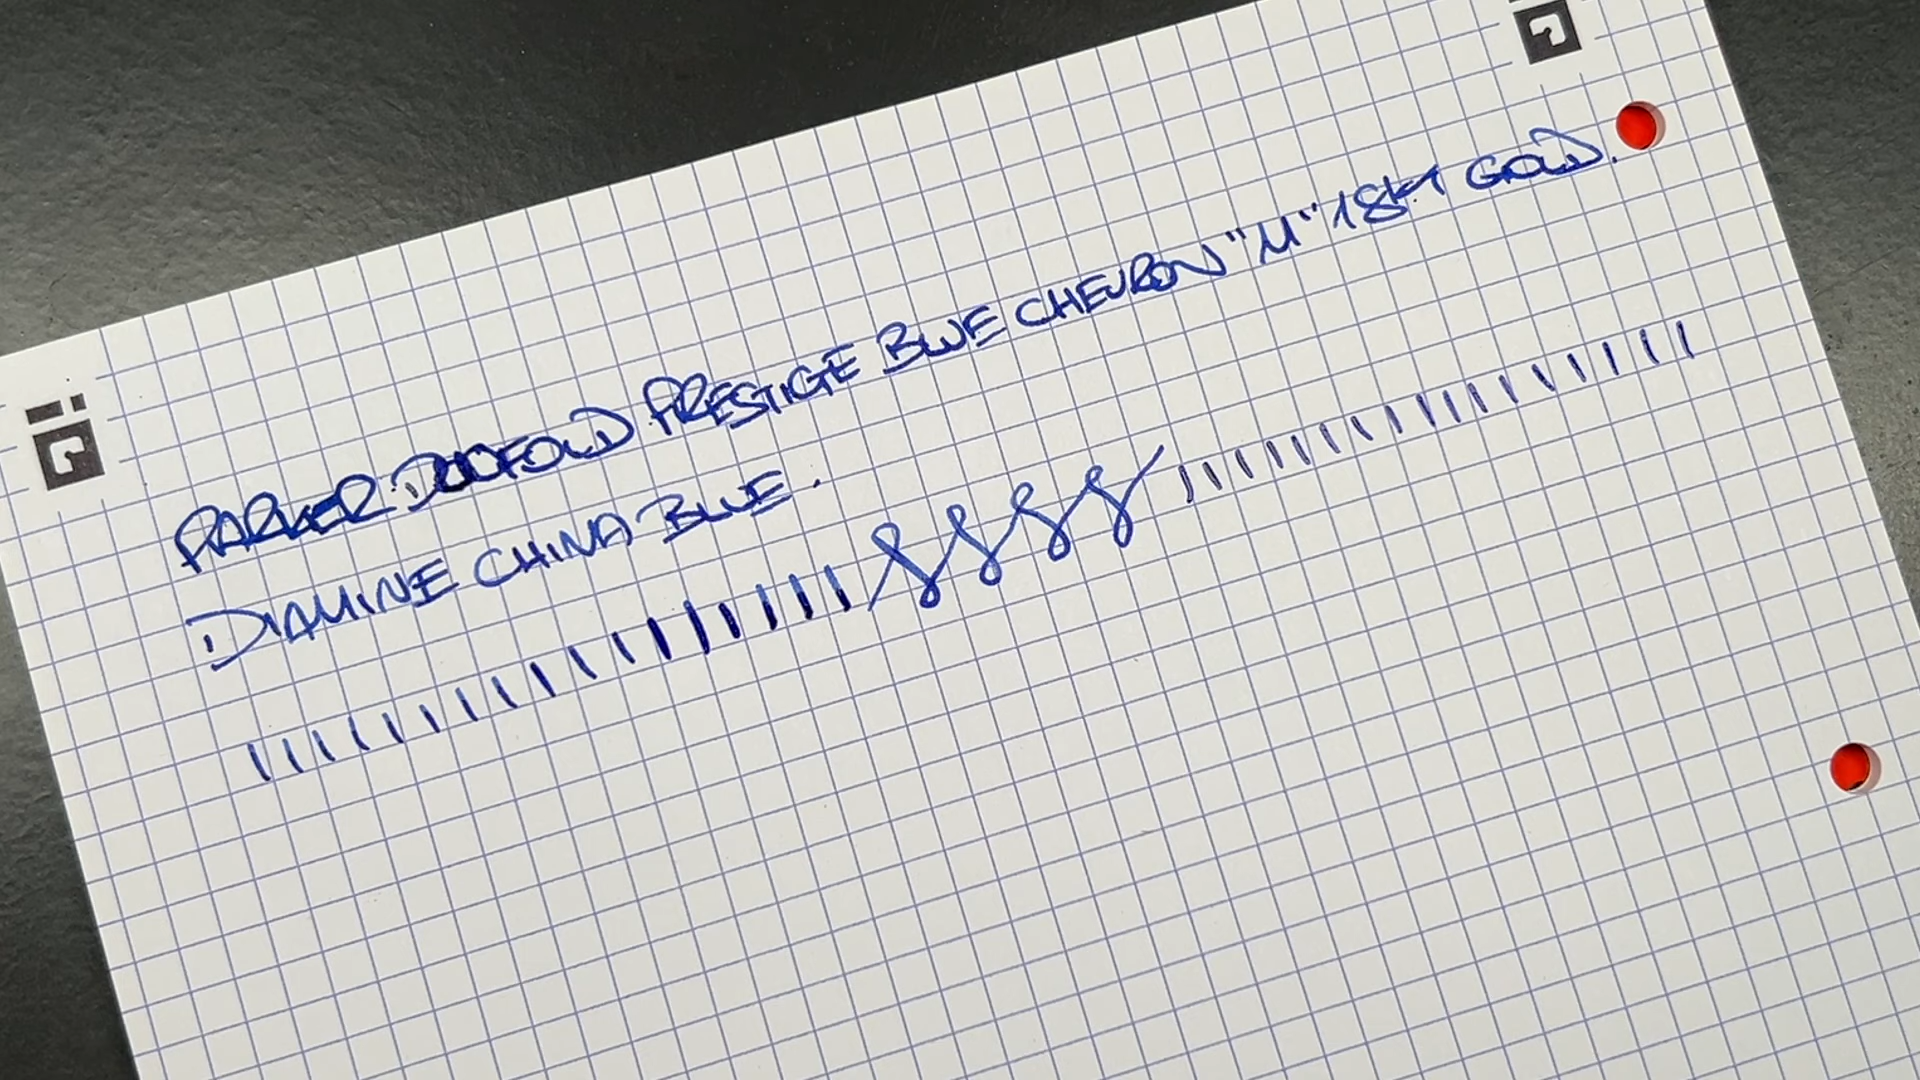 PARKER DUOFOLD PRESTIGE BLUE CHEVRON "M" 18K GOLD.
DIAMINE CHINA BLUE.